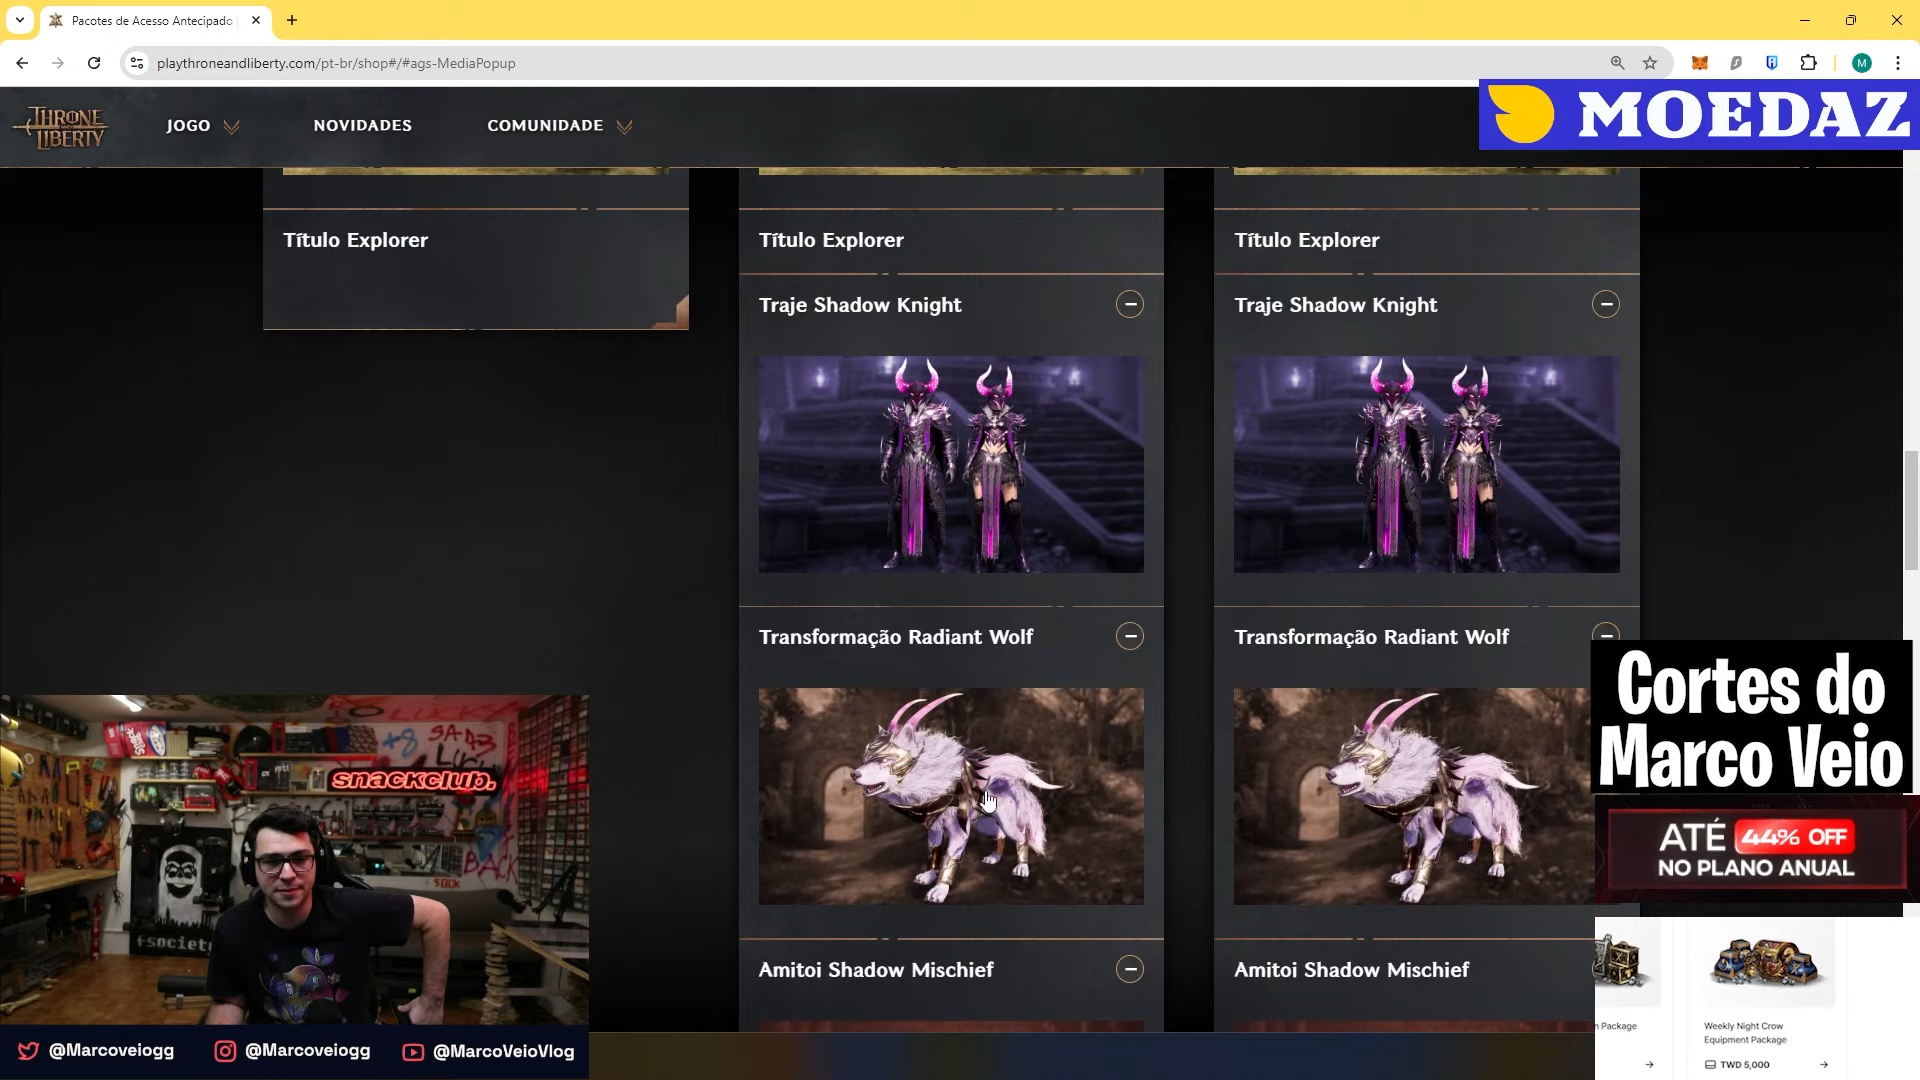 Pacotes de Acesso Antecipado
playthroneandliberty.com/pt-br/shop#/#ags-MediaPopup
M
THRONE
AND
LIBERTY
JOGO
NOVIDADES
COMUNIDADE
MOEDAZ
Título Explorer
Título Explorer
Título Explorer
Traje Shadow Knight
Traje Shadow Knight
Transformação Radiant Wolf
Transformação Radiant Wolf
Amitoi Shadow Mischief
Amitoi Shadow Mischief
Cortes do
Marco Veio
ATÉ 44% OFF
NO PLANO ANUAL
n Package
Weekly Night Crow
Equipment Package
TWD 5,000
snackclub.
BACK
fsociety
@Marcoveiogg
@Marcoveiogg
@MarcoVeioVlog